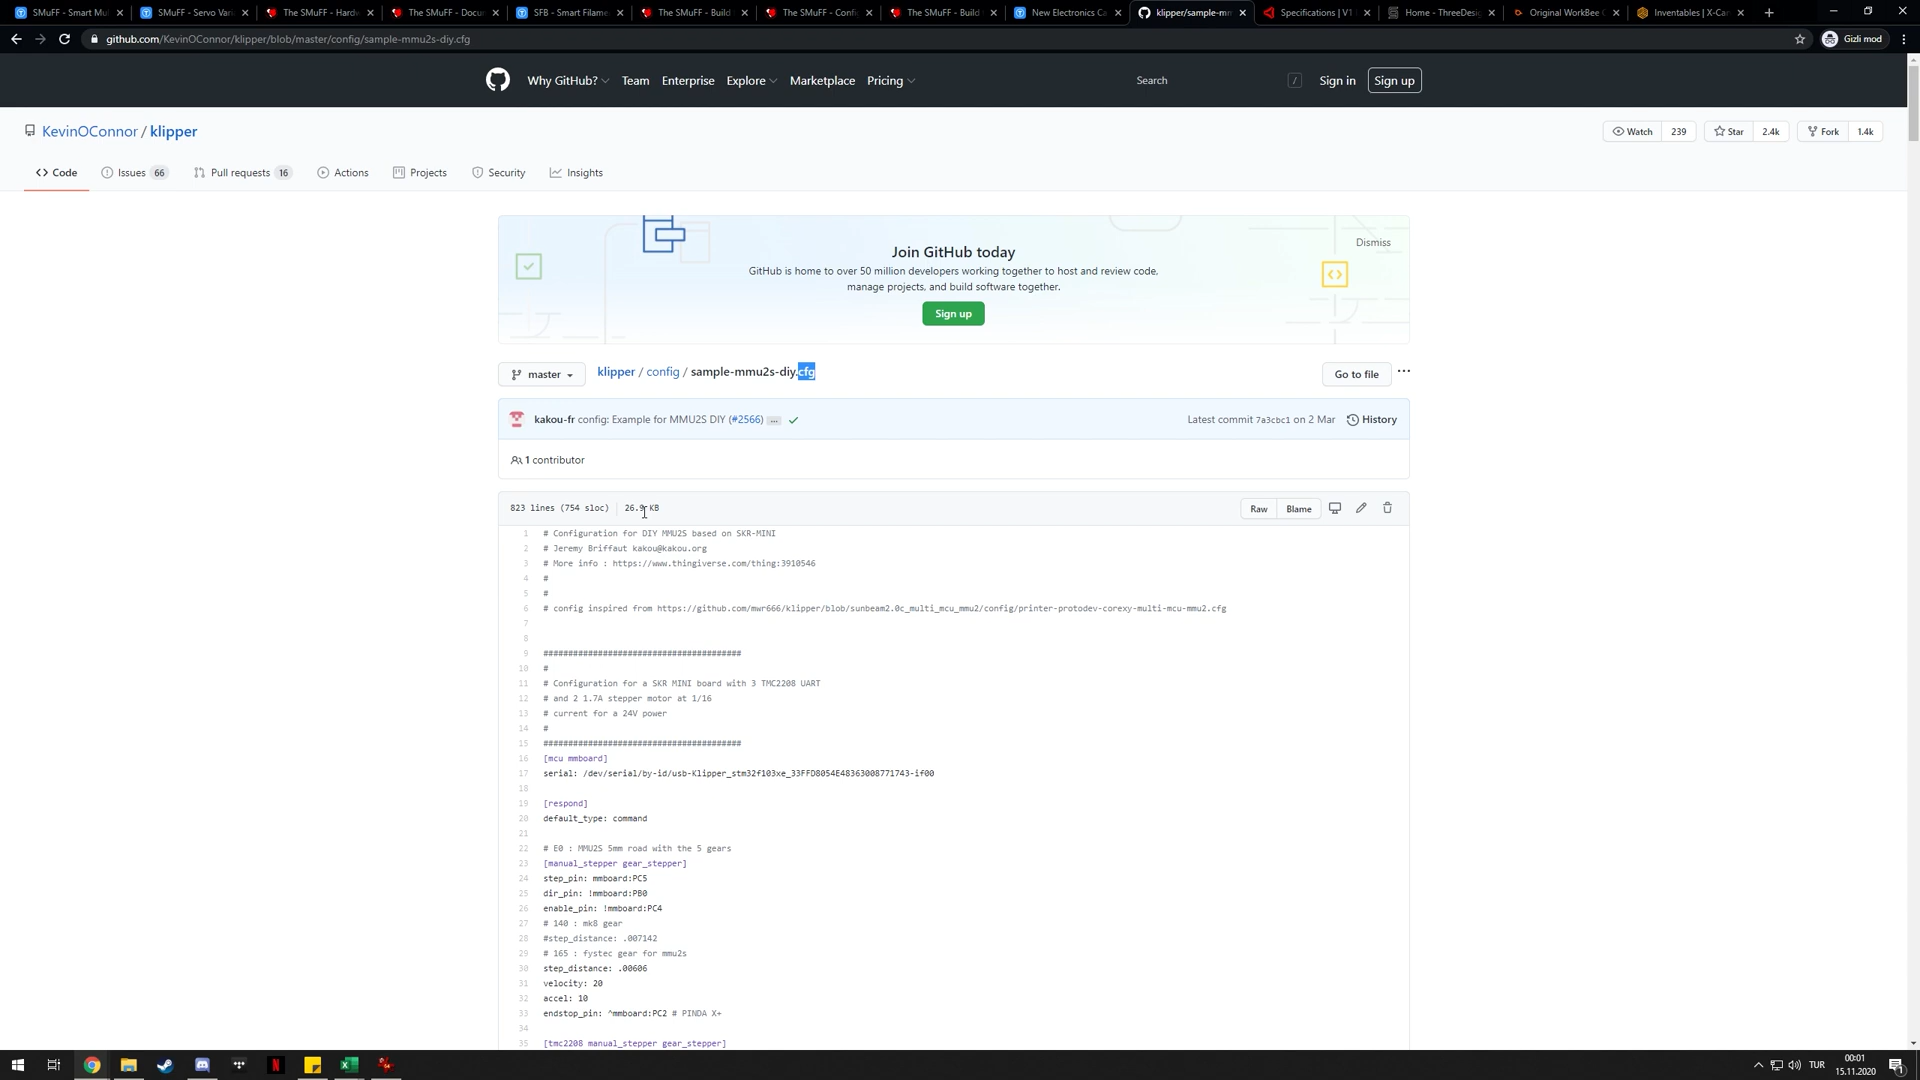 SMuFF - Smart Mul
SMuFF - Servo Vari
The SMuFF - Hardw
The SMuFF - Docu
SFB - Smart Filame
The SMuFF - Build
The SMuFF - Confi
The SMuFF - Build
New Electronics Ca
klipper/sample-mm
Specifications | V1
Home - ThreeDesi
Original WorkBee C
Inventables | X-Car
github.com/KevinOConnor/klipper/blob/master/config/sample-mmu2s-diy.cfg
Gizli mod
Why GitHub? Team Enterprise Explore Marketplace Pricing Search / Sign in Sign up
KevinOConnor / klipper
Watch 239 Star 2.4k Fork 1.4k
Code Issues 66 Pull requests 16 Actions Projects Security Insights
Join GitHub today
Dismiss
GitHub is home to over 50 million developers working together to host and review code,
manage projects, and build software together.
Sign up
master klipper / config / sample-mmu2s-diy.cfg Go to file ...
kakou-fr config: Example for MMU2S DIY (#2566) ... Latest commit 7a3cbc1 on 2 Mar History
1 contributor
823 lines (754 sloc) 26.9 KB Raw Blame
1 # Configuration for DIY MMU2S based on SKR-MINI
2 # Jeremy Briffaut kakou@kakou.org
3 # More info : https://www.thingiverse.com/thing:3910546
4 #
5 #
6 # config inspired from https://github.com/mwr666/klipper/blob/sunbeam2.0c_multi_mcu_mmu2/config/printer-protodev-corexy-multi-mcu-mmu2.cfg
7
8
9 ########################################
10 #
11 # Configuration for a SKR MINI board with 3 TMC2208 UART
12 # and 2 1.7A stepper motor at 1/16
13 # current for a 24V power
14 #
15 ########################################
16 [mcu mmboard]
17 serial: /dev/serial/by-id/usb-Klipper_stm32f103xe_33FFD8054E48363008771743-if00
18
19 [respond]
20 default_type: command
21
22 # E0 : MMU2S 5mm road with the 5 gears
23 [manual_stepper gear_stepper]
24 step_pin: mmboard:PC5
25 dir_pin: !mmboard:PB0
26 enable_pin: !mmboard:PC4
27 # 140 : mk8 gear
28 #step_distance: .007142
29 # 165 : fystec gear for mmu2s
30 step_distance: .00606
31 velocity: 20
32 accel: 10
33 endstop_pin: ^mmboard:PC2 # PINDA X+
34
35 [tmc2208 manual_stepper gear_stepper]
TUR
00:01
15.11.2020